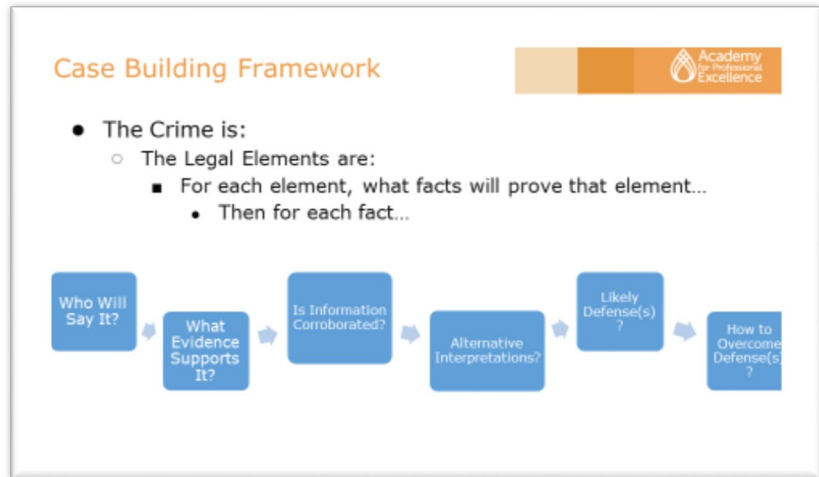 Case Building Framework
Academy
for Professional
Excellence
● The Crime is:
○ The Legal Elements are:
■ For each element, what facts will prove that element…
● Then for each fact…
Who Will
Say It?
What
Evidence
Supports
It?
Is Information
Corroborated?
Alternative
Interpretations?
Likely
Defense(s)
?
How to
Overcome
Defense(s)
?